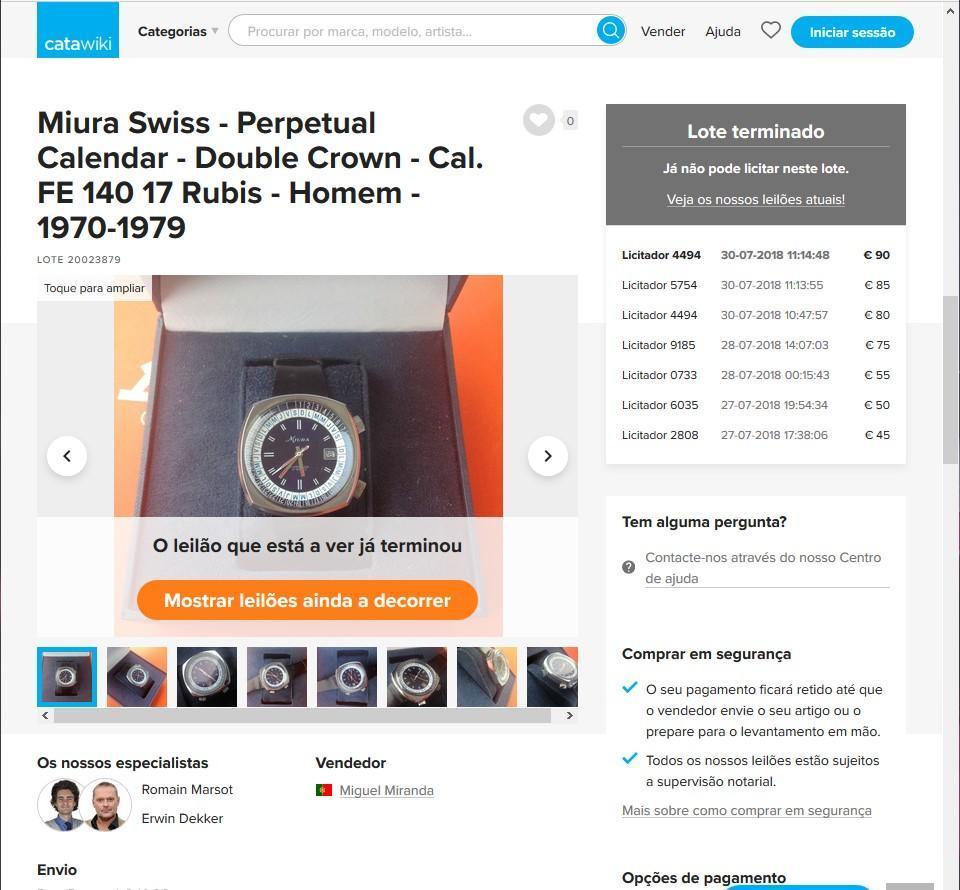 catawiki
Categorias
Procurar por marca, modelo, artista...
Vender
Ajuda
Iniciar sessão
Miura Swiss - Perpetual
Calendar - Double Crown - Cal.
FE 140 17 Rubis - Homem -
1970-1979
0
LOTE 20023879
Toque para ampliar
MIURA
O leilão que está a ver já terminou
Mostrar leilões ainda a decorrer
Lote terminado
Já não pode licitar neste lote.
Veja os nossos leilões atuais!
Licitador 4494 30-07-2018 11:14:48 € 90
Licitador 5754 30-07-2018 11:13:55 € 85
Licitador 4494 30-07-2018 10:47:57 € 80
Licitador 9185 28-07-2018 14:07:03 € 75
Licitador 0733 28-07-2018 00:15:43 € 55
Licitador 6035 27-07-2018 19:54:34 € 50
Licitador 2808 27-07-2018 17:38:06 € 45
Tem alguma pergunta?
Contacte-nos através do nosso Centro
de ajuda
Comprar em segurança
O seu pagamento ficará retido até que
o vendedor envie o seu artigo ou o
prepare para o levantamento em mão.
Todos os nossos leilões estão sujeitos
a supervisão notarial.
Mais sobre como comprar em segurança
Opções de pagamento
Os nossos especialistas
Romain Marsot
Erwin Dekker
Vendedor
Miguel Miranda
Envio